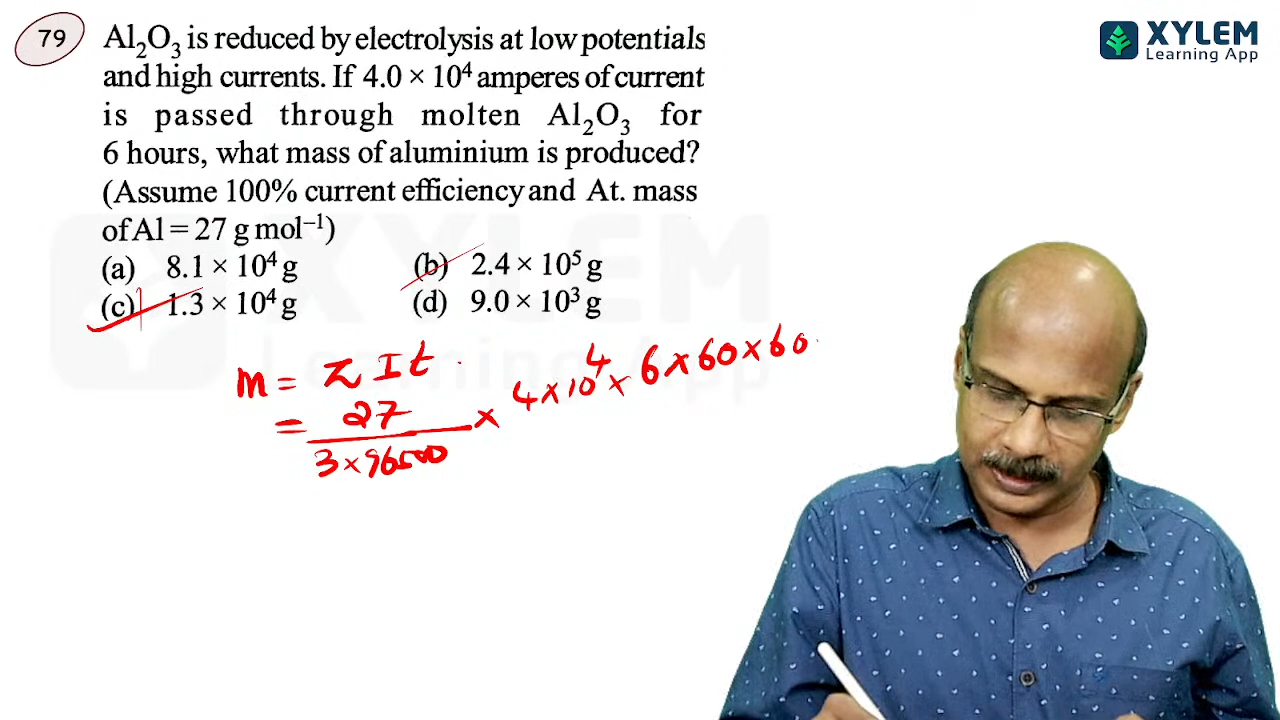 79
Al₂O₃ is reduced by electrolysis at low potentials
and high currents. If 4.0 × 10⁴ amperes of current
is passed through molten Al₂O₃ for
6 hours, what mass of aluminium is produced?
(Assume 100% current efficiency and At. mass
of Al = 27 g mol⁻¹)
(a) 8.1 × 10⁴ g (b) 2.4 × 10⁵ g
(c) 1.3 × 10⁴ g (d) 9.0 × 10³ g
m = Z I t
= 27 × 4 × 10⁴ × 6 × 60 × 60
3 × 96500
XYLEM
Learning App
XYLEM
Learning App